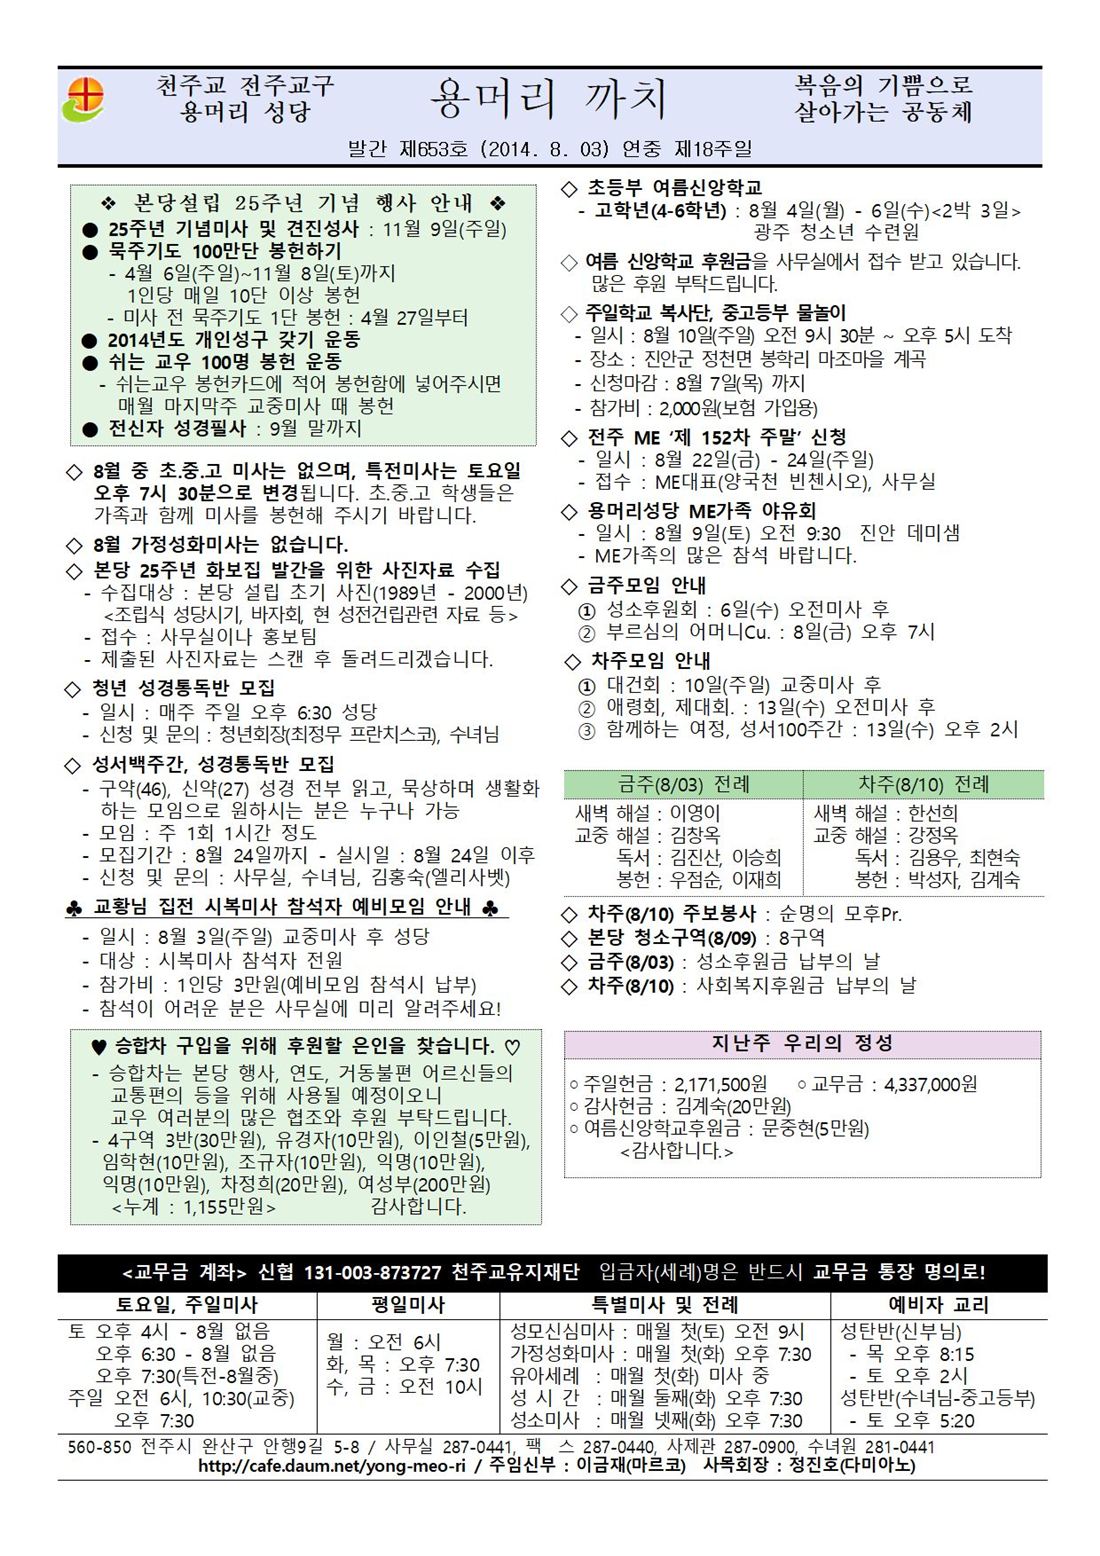 천주교 전주교구
용머리 성당
용머리 까치
복음의 기쁨으로
살아가는 공동체
발간 제653호 (2014. 8. 03) 연중 제18주일
❖ 본당설립 25주년 기념 행사 안내 ❖
● 25주년 기념미사 및 견진성사 : 11월 9일(주일)
● 묵주기도 100만단 봉헌하기
- 4월 6일(주일)~11월 8일(토)까지
1인당 매일 10단 이상 봉헌
- 미사 전 묵주기도 1단 봉헌 : 4월 27일부터
● 2014년도 개인성구 갖기 운동
● 쉬는 교우 100명 봉헌 운동
- 쉬는교우 봉헌카드에 적어 봉헌함에 넣어주시면
매월 마지막주 교중미사 때 봉헌
● 전신자 성경필사 : 9월 말까지
◇ 8월 중 초.중.고 미사는 없으며, 특전미사는 토요일
오후 7시 30분으로 변경됩니다. 초.중.고 학생들은
가족과 함께 미사를 봉헌해 주시기 바랍니다.
◇ 8월 가정성화미사는 없습니다.
◇ 본당 25주년 화보집 발간을 위한 사진자료 수집
- 수집대상 : 본당 설립 초기 사진(1989년 - 2000년)
<조립식 성당시기, 바자회, 현 성전건립관련 자료 등>
- 접수 : 사무실이나 홍보팀
- 제출된 사진자료는 스캔 후 돌려드리겠습니다.
◇ 청년 성경통독반 모집
- 일시 : 매주 주일 오후 6:30 성당
- 신청 및 문의 : 청년회장(최정무 프란치스코), 수녀님
◇ 성서백주간, 성경통독반 모집
- 구약(46), 신약(27) 성경 전부 읽고, 묵상하며 생활화
하는 모임으로 원하시는 분은 누구나 가능
- 모임 : 주 1회 1시간 정도
- 모집기간 : 8월 24일까지 - 실시일 : 8월 24일 이후
- 신청 및 문의 : 사무실, 수녀님, 김홍숙(엘리사벳)
♣ 교황님 집전 시복미사 참석자 예비모임 안내 ♣
- 일시 : 8월 3일(주일) 교중미사 후 성당
- 대상 : 시복미사 참석자 전원
- 참가비 : 1인당 3만원(예비모임 참석시 납부)
- 참석이 어려운 분은 사무실에 미리 알려주세요!
♥ 승합차 구입을 위해 후원할 은인을 찾습니다. ♡
- 승합차는 본당 행사, 연도, 거동불편 어르신들의
교통편의 등을 위해 사용될 예정이오니
교우 여러분의 많은 협조와 후원 부탁드립니다.
- 4구역 3반(30만원), 유경자(10만원), 이인철(5만원),
임학현(10만원), 조규자(10만원), 익명(10만원),
익명(10만원), 차정희(20만원), 여성부(200만원)
<누계 : 1,155만원> 감사합니다.
◇ 초등부 여름신앙학교
- 고학년(4-6학년) : 8월 4일(월) - 6일(수)<2박 3일>
광주 청소년 수련원
◇ 여름 신앙학교 후원금을 사무실에서 접수 받고 있습니다.
많은 후원 부탁드립니다.
◇ 주일학교 복사단, 중고등부 물놀이
- 일시 : 8월 10일(주일) 오전 9시 30분 ~ 오후 5시 도착
- 장소 : 진안군 정천면 봉학리 마조마을 계곡
- 신청마감 : 8월 7일(목) 까지
- 참가비 : 2,000원(보험 가입용)
◇ 전주 ME ‘제 152차 주말’ 신청
- 일시 : 8월 22일(금) - 24일(주일)
- 접수 : ME대표(양국천 빈첸시오), 사무실
◇ 용머리성당 ME가족 야유회
- 일시 : 8월 9일(토) 오전 9:30 진안 데미샘
- ME가족의 많은 참석 바랍니다.
◇ 금주모임 안내
① 성소후원회 : 6일(수) 오전미사 후
② 부르심의 어머니Cu. : 8일(금) 오후 7시
◇ 차주모임 안내
① 대건회 : 10일(주일) 교중미사 후
② 애령회, 제대회. : 13일(수) 오전미사 후
③ 함께하는 여정, 성서100주간 : 13일(수) 오후 2시
금주(8/03) 전례 차주(8/10) 전례
새벽 해설 : 이영이 새벽 해설 : 한선희
교중 해설 : 김창옥 교중 해설 : 강정옥
독서 : 김진산, 이승희 독서 : 김용우, 최현숙
봉헌 : 우점순, 이재희 봉헌 : 박성자, 김계숙
◇ 차주(8/10) 주보봉사 : 순명의 모후Pr.
◇ 본당 청소구역(8/09) : 8구역
◇ 금주(8/03) : 성소후원금 납부의 날
◇ 차주(8/10) : 사회복지후원금 납부의 날
지난주 우리의 정성
○ 주일헌금 : 2,171,500원 ○ 교무금 : 4,337,000원
○ 감사헌금 : 김계숙(20만원)
○ 여름신앙학교후원금 : 문중현(5만원)
<감사합니다.>
<교무금 계좌> 신협 131-003-873727 천주교유지재단 입금자(세례)명은 반드시 교무금 통장 명의로!
토요일, 주일미사 평일미사 특별미사 및 전례 예비자 교리
토 오후 4시 - 8월 없음
오후 6:30 - 8월 없음
오후 7:30(특전-8월중)
주일 오전 6시, 10:30(교중)
오후 7:30
월 : 오전 6시
화, 목 : 오후 7:30
수, 금 : 오전 10시
성모신심미사 : 매월 첫(토) 오전 9시
가정성화미사 : 매월 첫(화) 오후 7:30
유아세례 : 매월 첫(화) 미사 중
성 시 간 : 매월 둘째(화) 오후 7:30
성소미사 : 매월 넷째(화) 오후 7:30
성탄반(신부님)
- 목 오후 8:15
- 토 오후 2시
성탄반(수녀님-중고등부)
- 토 오후 5:20
560-850 전주시 완산구 안행9길 5-8 / 사무실 287-0441, 팩 스 287-0440, 사제관 287-0900, 수녀원 281-0441
http://cafe.daum.net/yong-meo-ri / 주임신부 : 이금재(마르코) 사목회장 : 정진호(다미아노)